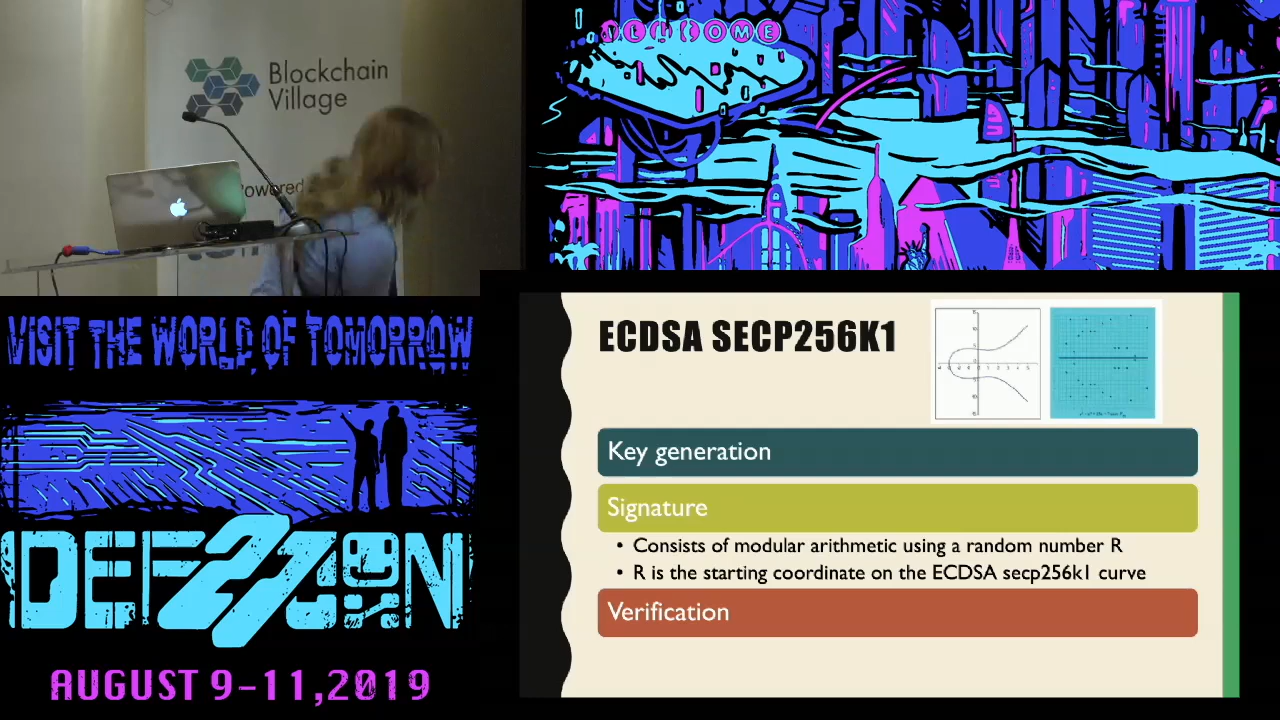 WELCOME
Blockchain
Village
Powered
VISIT THE WORLD OF TOMORROW
DEF CON
27
AUGUST 9-11,2019
ECDSA SECP256K1
Key generation
Signature
• Consists of modular arithmetic using a random number R
• R is the starting coordinate on the ECDSA secp256k1 curve
Verification